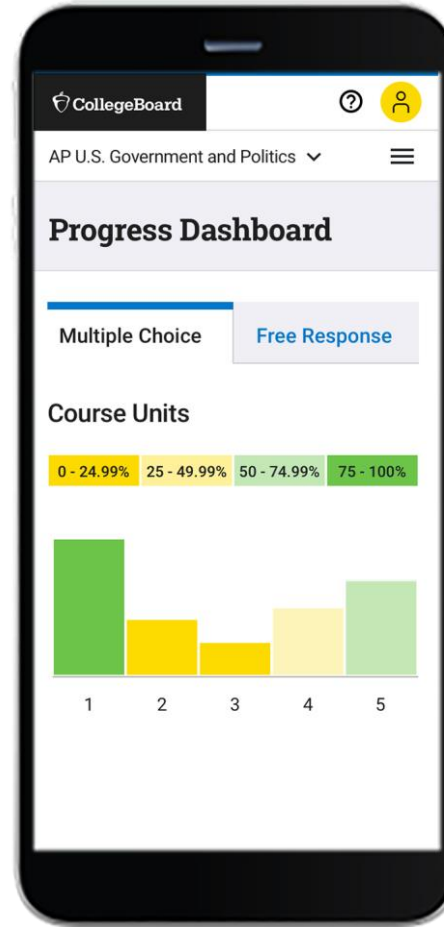 CollegeBoard
AP U.S. Government and Politics
Progress Dashboard
Multiple Choice Free Response
Course Units
0 - 24.99% 25 - 49.99% 50 - 74.99% 75 - 100%
1 2 3 4 5